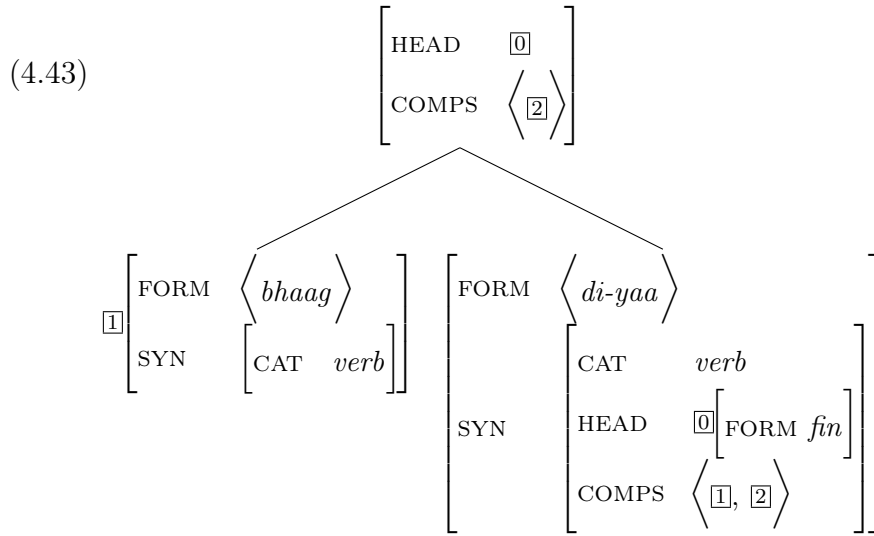 (4.43)
HEAD 0
COMPS ⟨ 2 ⟩
1 FORM ⟨ bhaag ⟩
SYN [ CAT verb ]
FORM ⟨ di-yaa ⟩
SYN
CAT verb
HEAD 0 [ FORM fin ]
COMPS ⟨ 1 , 2 ⟩